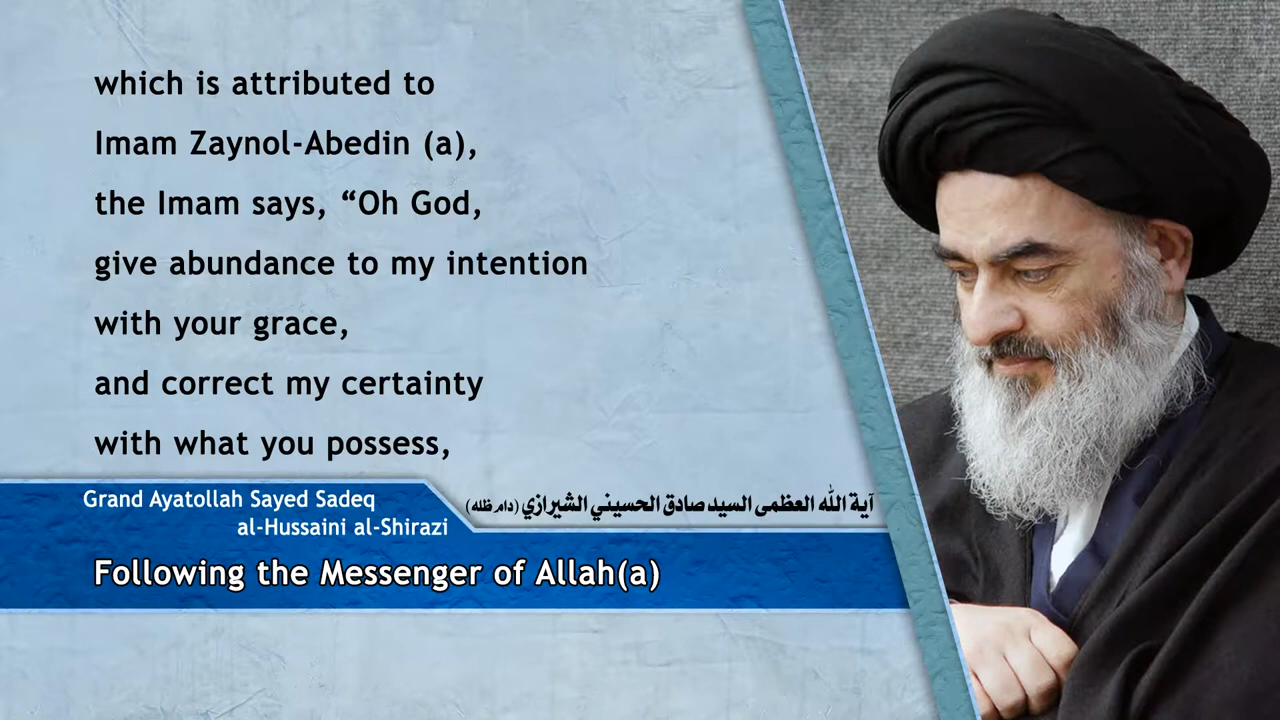 which is attributed to
Imam Zaynol-Abedin (a),
the Imam says, “Oh God,
give abundance to my intention
with your grace,
and correct my certainty
with what you possess,
Grand Ayatollah Sayed Sadeq
al-Hussaini al-Shirazi
آية الله العظمى السيد صادق الحسيني الشيرازي (دام ظله)
Following the Messenger of Allah(a)